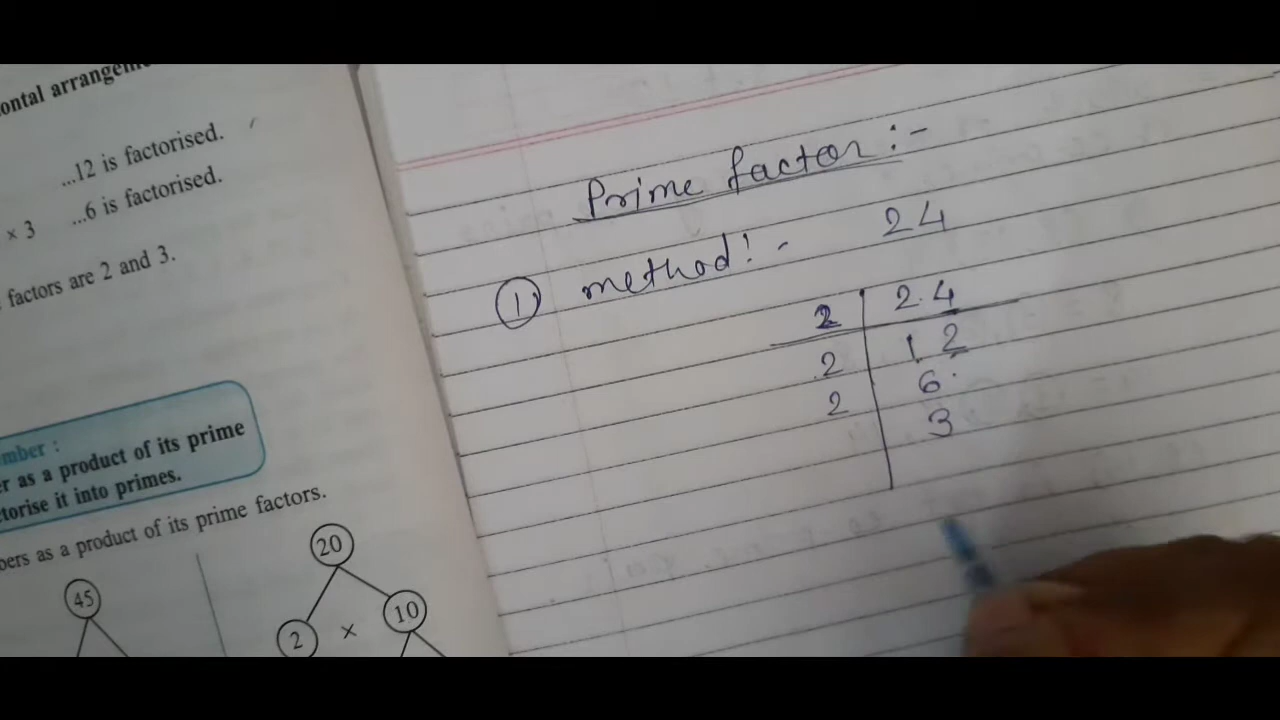 ontal arrangem
...12 is factorised.
× 3 ...6 is factorised.
factors are 2 and 3.
mber :
er as a product of its prime
ctorise it into primes.
bers as a product of its prime factors.
45
20
2 × 10
Prime factor :-
① method :- 24
2 | 24
2 | 12
2 | 6
3